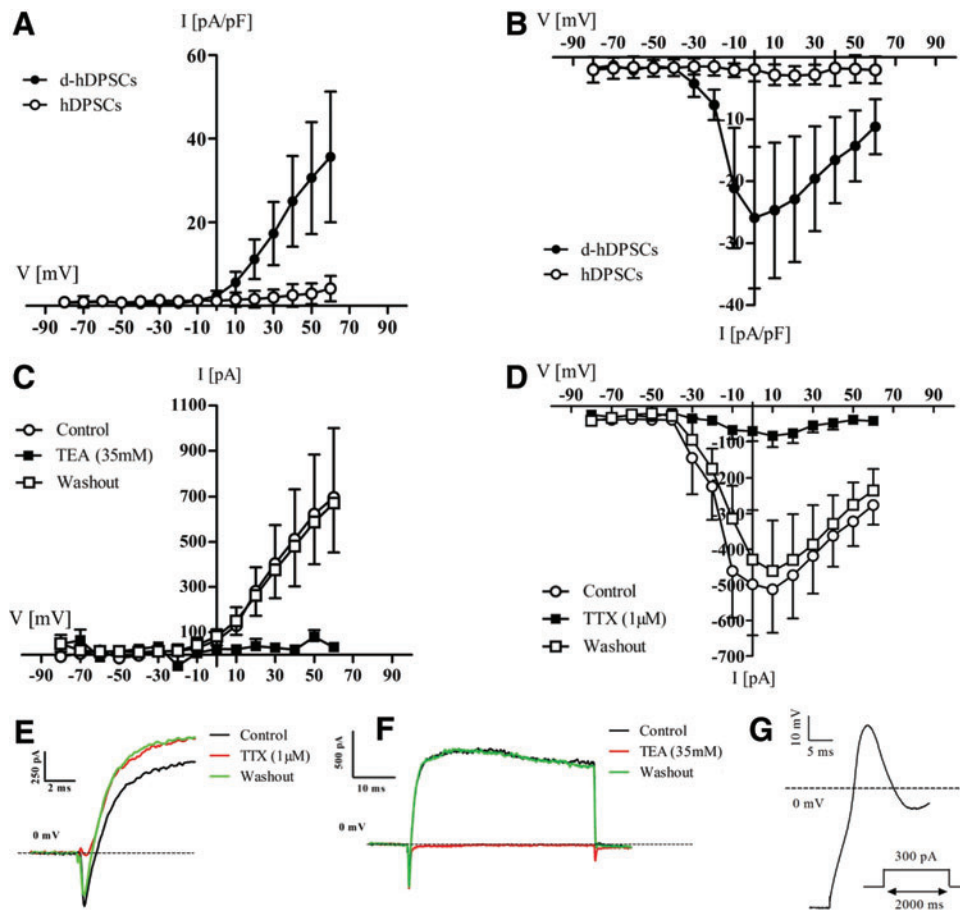 A
I [pA/pF]
60
40
20
d-hDPSCs
hDPSCs
V [mV]
-90 -70 -50 -30 -10 10 30 50 70 90
B
V [mV]
-90 -70 -50 -30 -10 10 30 50 70 90
-10
-20
-30
-40
d-hDPSCs
hDPSCs
I [pA/pF]
C
I [pA]
1100
900
700
500
300
100
Control
TEA (35mM)
Washout
V [mV]
-90 -70 -50 -30 -10 10 30 50 70 90
D
V [mV]
-90 -70 -50 -30 -10 10 30 50 70 90
-100
-200
-300
-400
-500
-600
-700
Control
TTX (1µM)
Washout
I [pA]
E
Control
TTX (1µM)
Washout
250 pA
2 ms
0 mV
F
Control
TEA (35mM)
Washout
500 pA
10 ms
0 mV
G
10 mV
5 ms
0 mV
300 pA
2000 ms